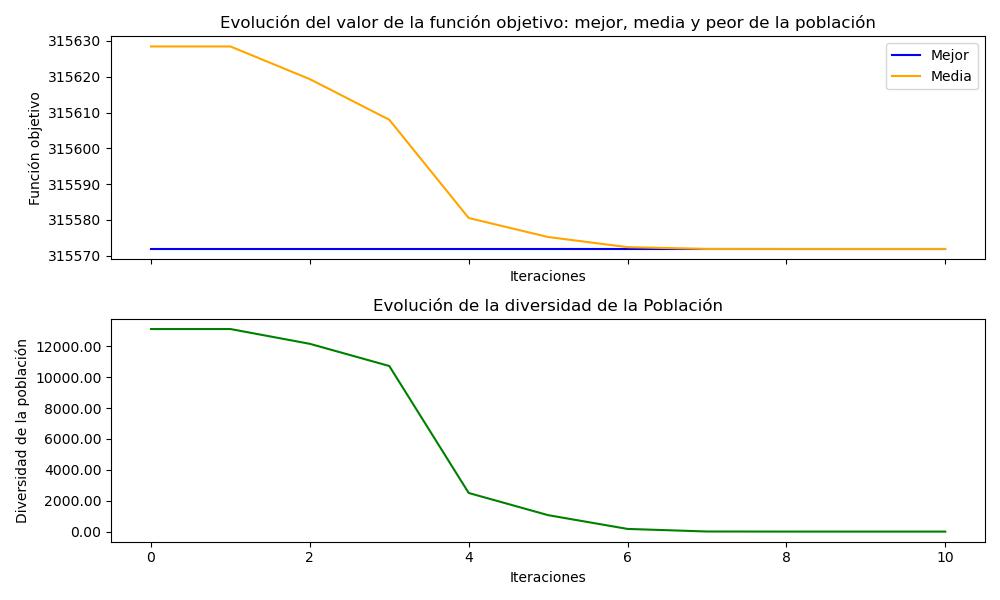 Evolución del valor de la función objetivo: mejor, media y peor de la población
315630
315620
315610
315600
315590
315580
315570
Función objetivo
Mejor
Media
Iteraciones
Evolución de la diversidad de la Población
12000.00
10000.00
8000.00
6000.00
4000.00
2000.00
0.00
Diversidad de la población
0 2 4 6 8 10
Iteraciones